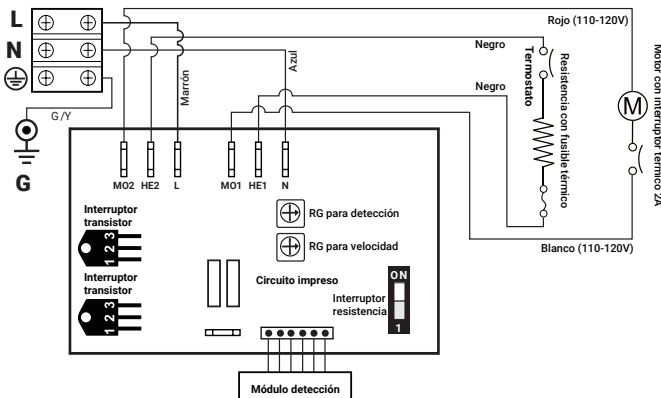 L
N
G
G/Y
Marrón
Azul
Rojo (110-120V)
Negro
Negro
Termostato
Resistencia con fusible térmico
Motor con interruptor térmico 2A
M
Blanco (110-120V)
MO2 HE2 L MO1 HE1 N
Interruptor
transistor
1 2 3
Interruptor
transistor
1 2 3
RG para detección
RG para velocidad
Circuito impreso
Interruptor
resistencia
ON
1
Módulo detección